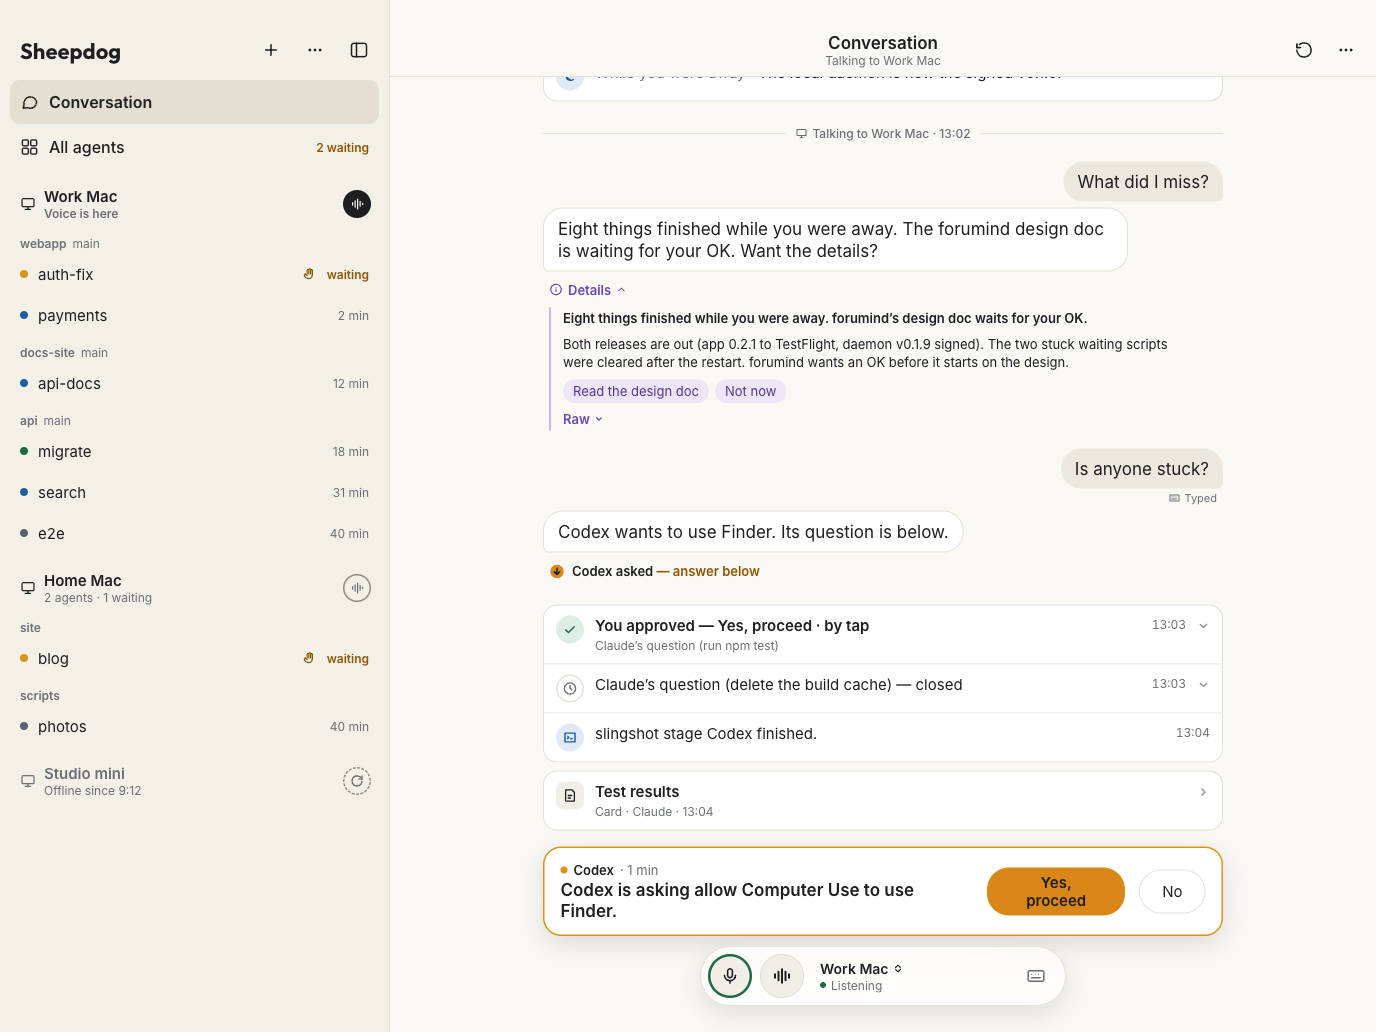 Sheepdog
Conversation
All agents
2 waiting
Work Mac
Voice is here
webapp main
auth-fix
waiting
payments
2 min
docs-site main
api-docs
12 min
api main
migrate
18 min
search
31 min
e2e
40 min
Home Mac
2 agents · 1 waiting
site
blog
waiting
scripts
photos
40 min
Studio mini
Offline since 9:12
Conversation
Talking to Work Mac
Talking to Work Mac · 13:02
What did I miss?
Eight things finished while you were away. The forumind design doc
is waiting for your OK. Want the details?
Details
Eight things finished while you were away. forumind’s design doc waits for your OK.
Both releases are out (app 0.2.1 to TestFlight, daemon v0.1.9 signed). The two stuck waiting scripts
were cleared after the restart. forumind wants an OK before it starts on the design.
Read the design doc
Not now
Raw
Is anyone stuck?
Typed
Codex wants to use Finder. Its question is below.
Codex asked — answer below
You approved — Yes, proceed · by tap
13:03
Claude’s question (run npm test)
Claude’s question (delete the build cache) — closed
13:03
slingshot stage Codex finished.
13:04
Test results
Card · Claude · 13:04
Codex · 1 min
Codex is asking allow Computer Use to use
Finder.
Yes,
proceed
No
Work Mac
Listening